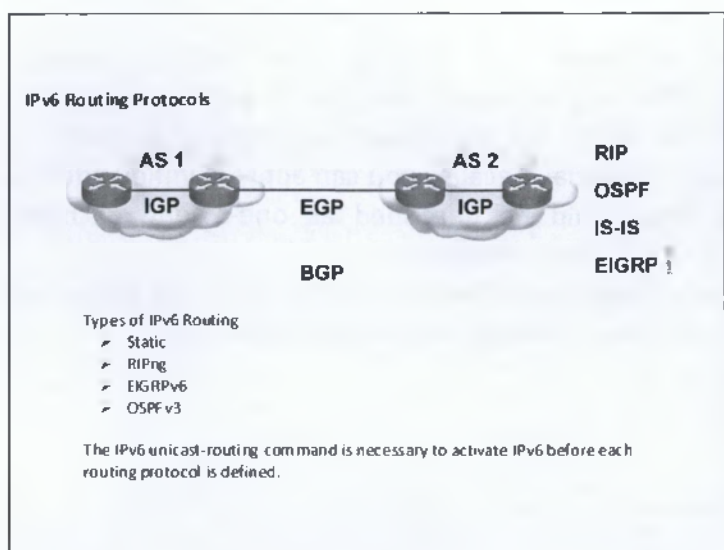 IPv6 Routing Protocols
AS 1
AS 2
IGP
EGP
IGP
BGP
RIP
OSPF
IS-IS
EIGRP
Types of IPv6 Routing
➢ Static
➢ RIPng
➢ EIGRPv6
➢ OSPFv3
The IPv6 unicast-routing command is necessary to activate IPv6 before each
routing protocol is defined.